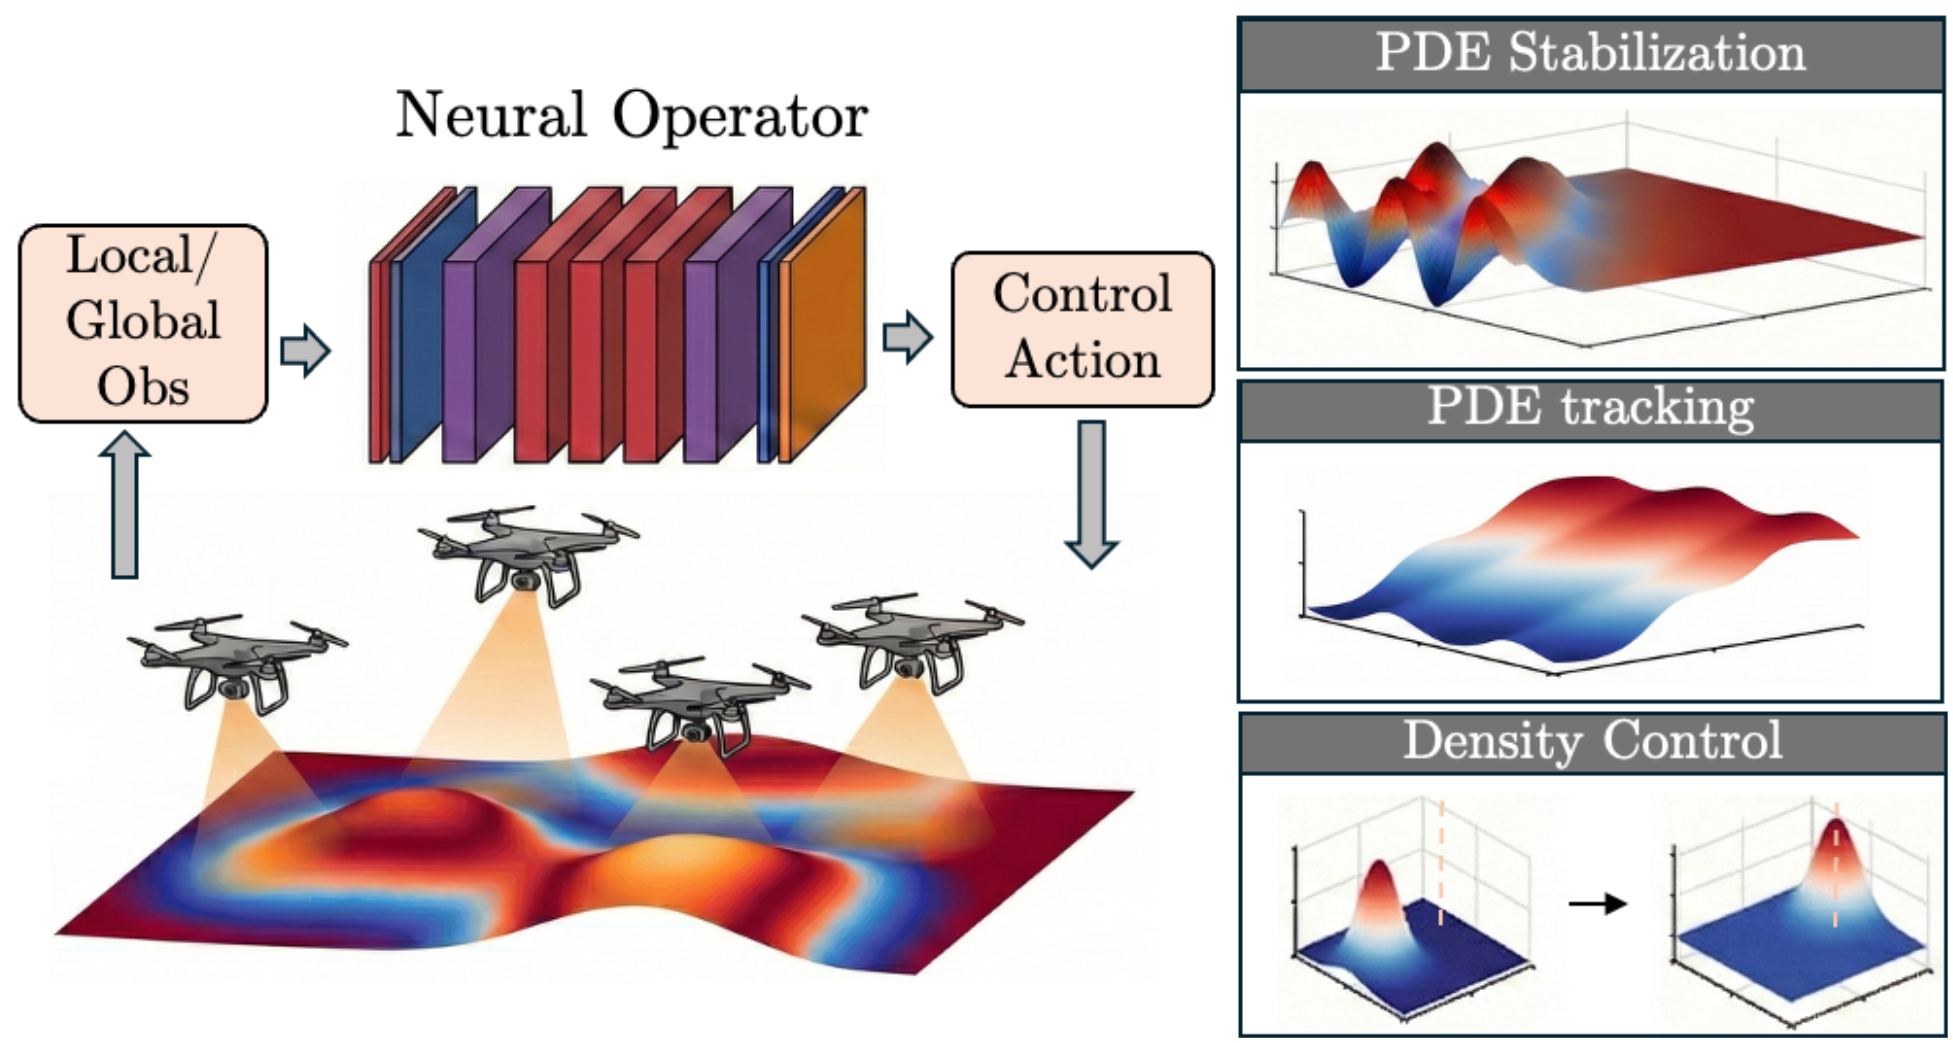 Neural Operator
Local/
Global
Obs
Control
Action
PDE Stabilization
PDE tracking
Density Control